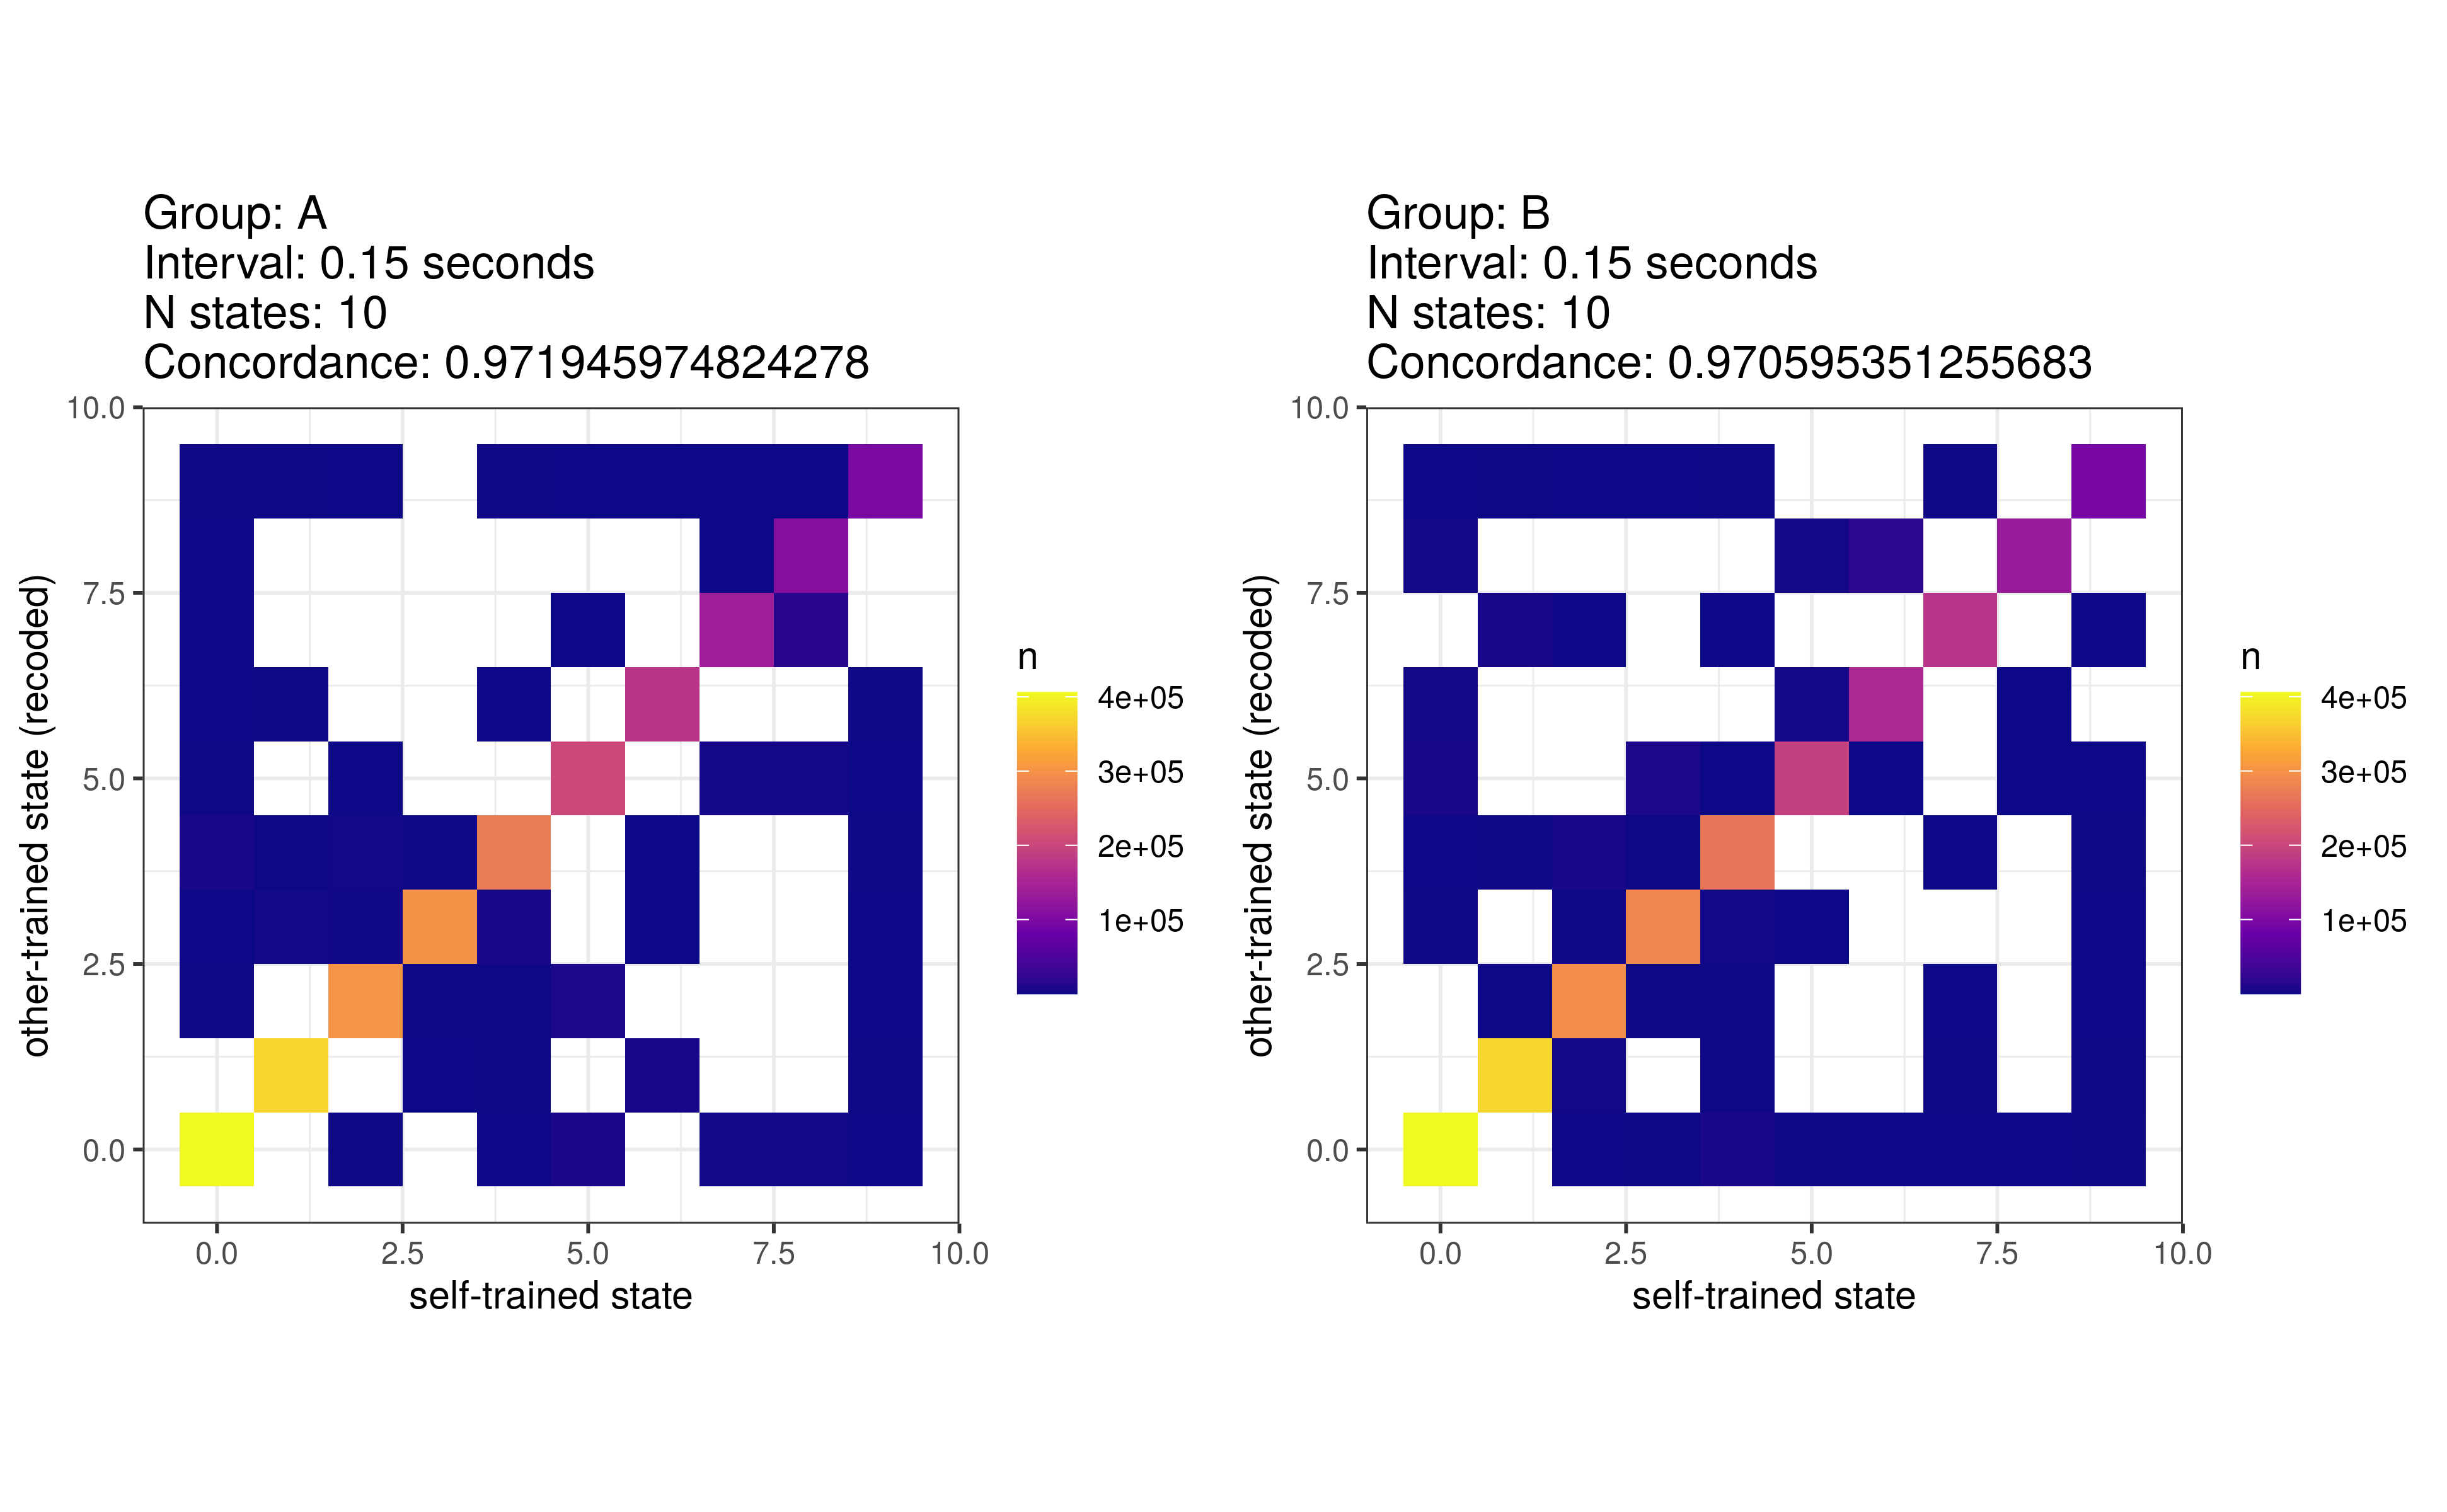 Group: A
Interval: 0.15 seconds
N states: 10
Concordance: 0.971945974824278
10.0
7.5
5.0
2.5
0.0
other-trained state (recoded)
0.0 2.5 5.0 7.5 10.0
self-trained state
n
4e+05
3e+05
2e+05
1e+05
Group: B
Interval: 0.15 seconds
N states: 10
Concordance: 0.970595351255683
10.0
7.5
5.0
2.5
0.0
other-trained state (recoded)
0.0 2.5 5.0 7.5 10.0
self-trained state
n
4e+05
3e+05
2e+05
1e+05